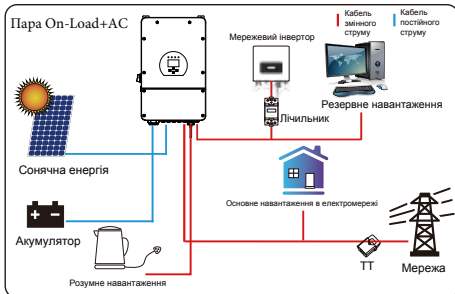 Пара On-Load+AC
Кабель
змінного
струму
Кабель
постійного
струму
Мережевий інвертор
Лічильник
Резервне навантаження
Сонячна енергія
Основне навантаження в електромережі
Акумулятор
Розумне навантаження
ТТ
Мережа